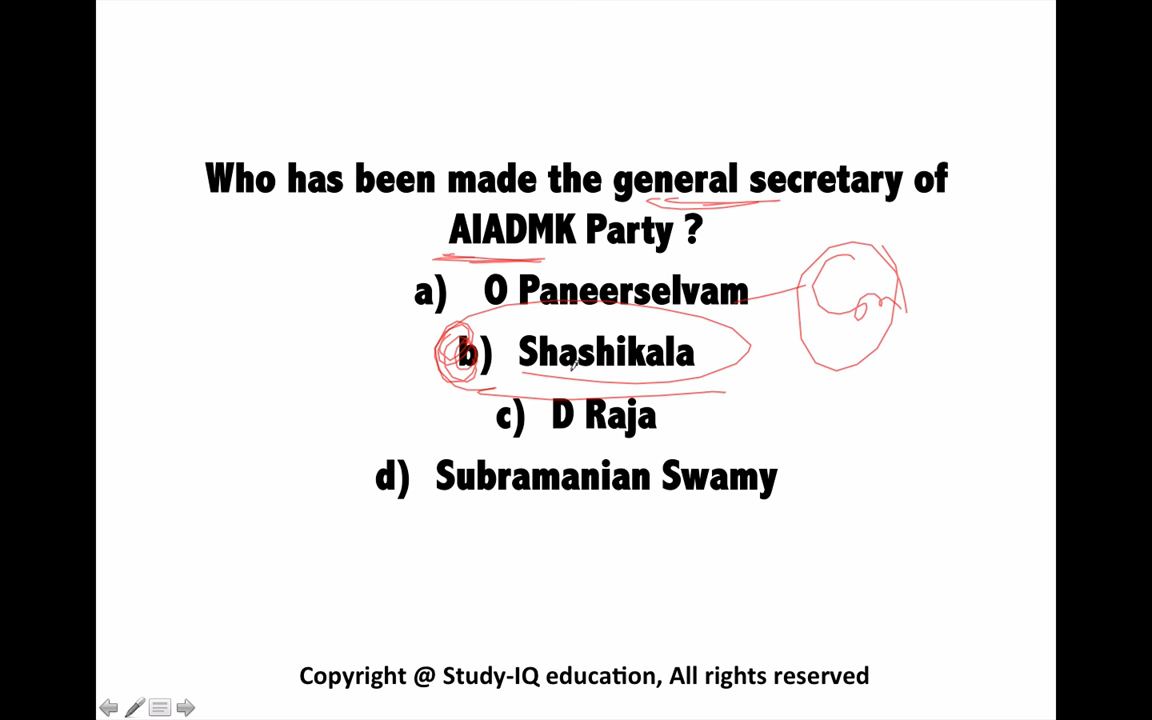 Who has been made the general secretary of
AIADMK Party ?
a) O Paneerselvam
b) Shashikala
c) D Raja
d) Subramanian Swamy
Copyright @ Study-IQ education, All rights reserved